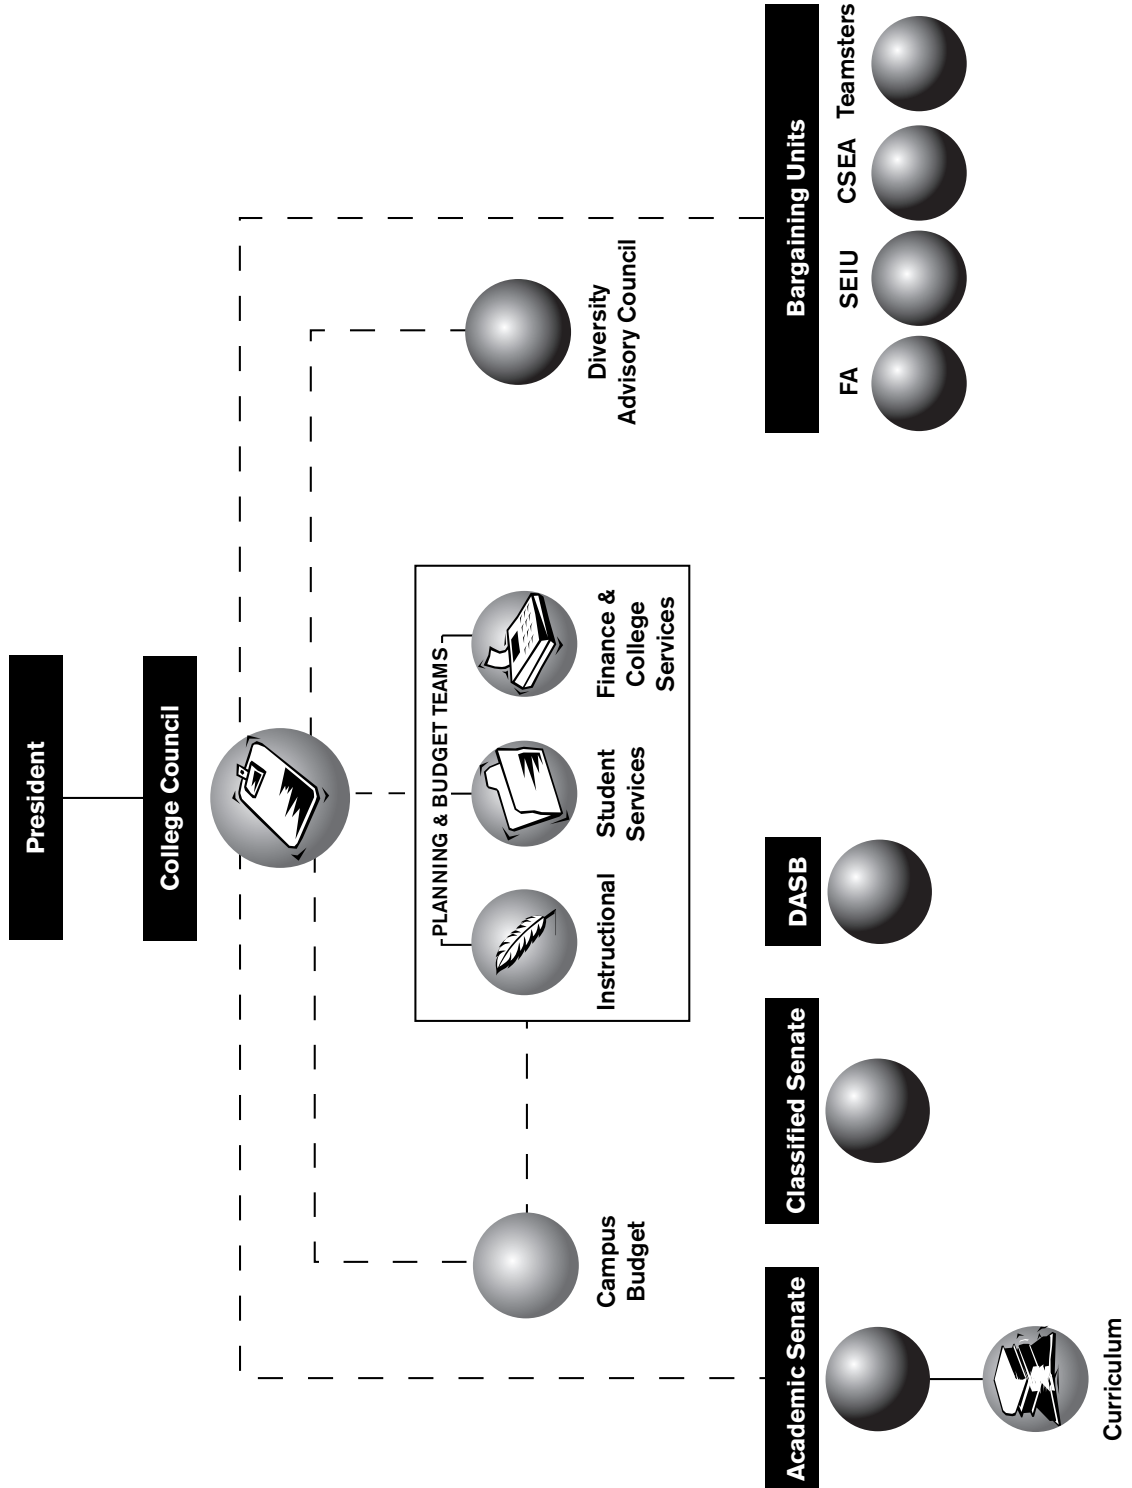 President
College Council
PLANNING & BUDGET TEAMS
Campus
Budget
Instructional
Student
Services
Finance &
College
Services
Diversity
Advisory Council
Academic Senate
Classified Senate
DASB
Bargaining Units
FA
SEIU
CSEA
Teamsters
Curriculum